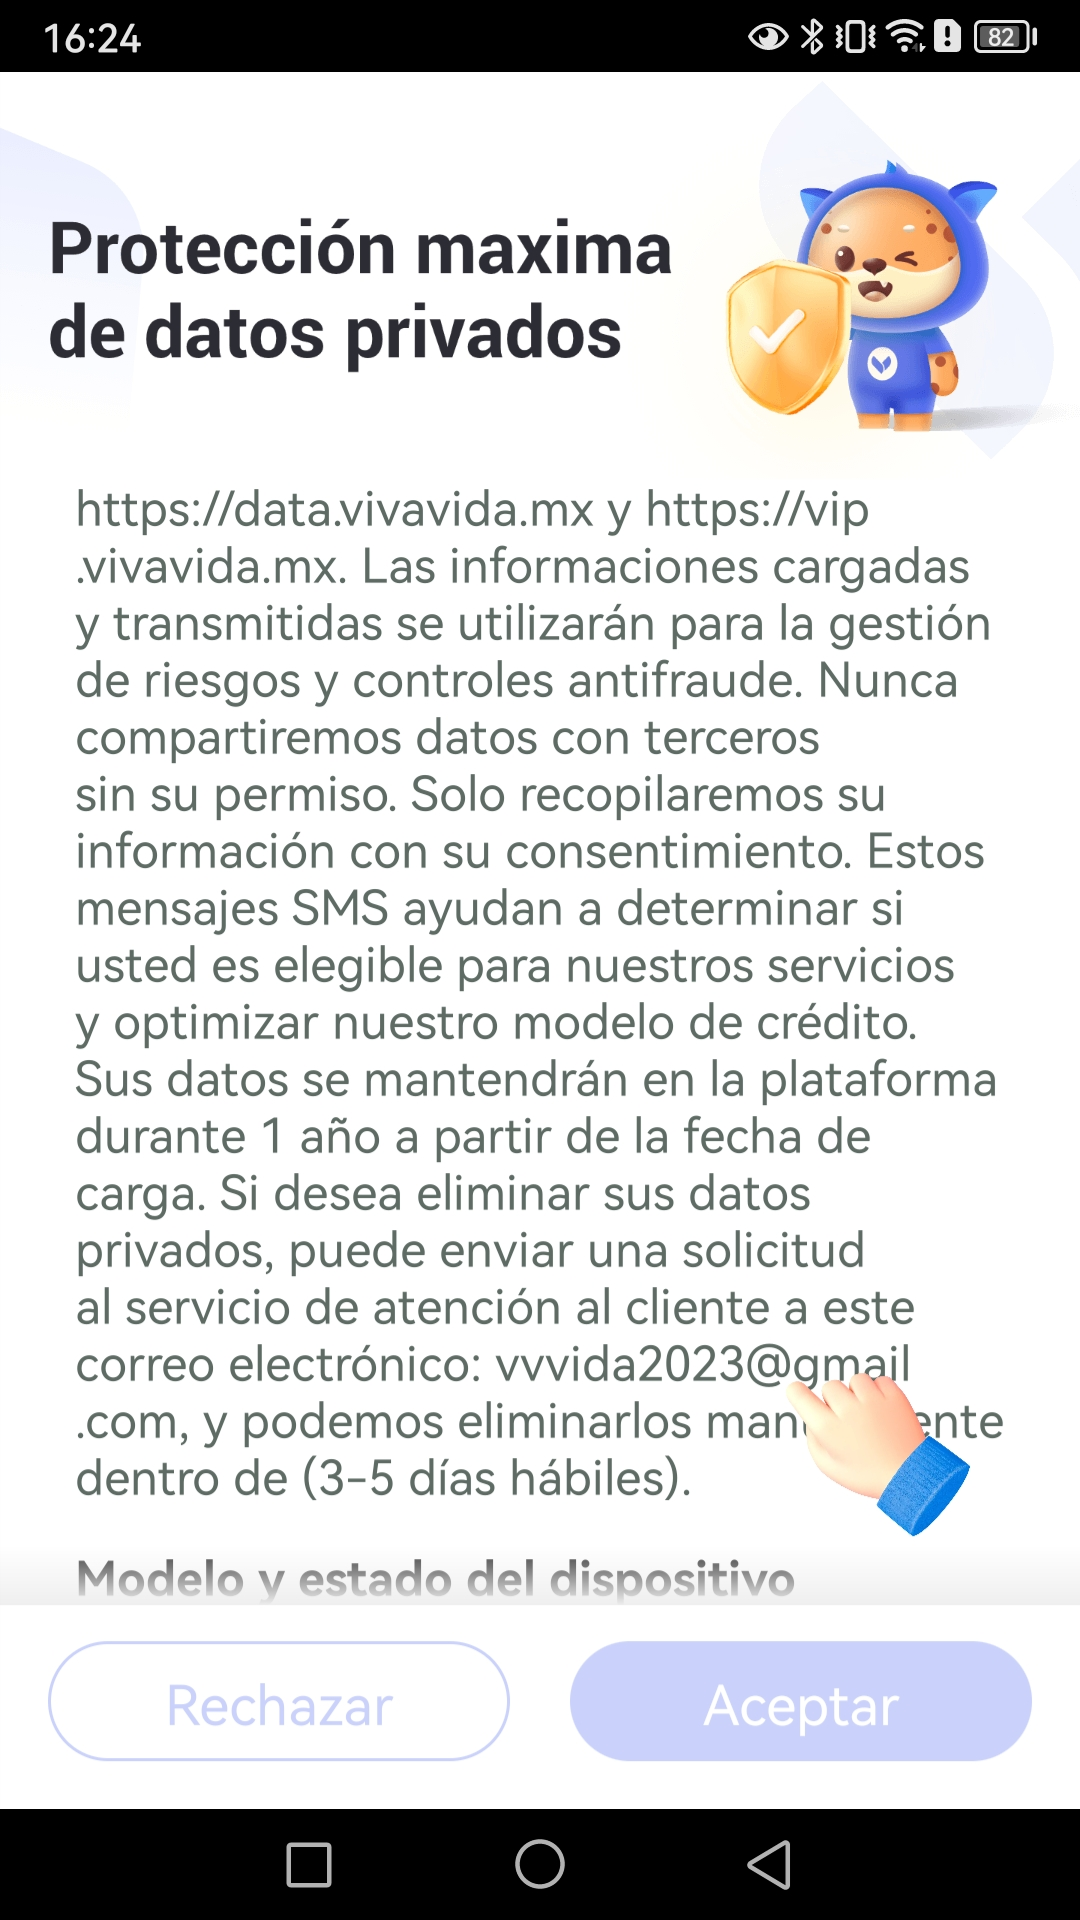 16:24
82
Protección maxima
de datos privados
https://data.vivavida.mx y https://vip
.vivavida.mx. Las informaciones cargadas
y transmitidas se utilizarán para la gestión
de riesgos y controles antifraude. Nunca
compartiremos datos con terceros
sin su permiso. Solo recopilaremos su
información con su consentimiento. Estos
mensajes SMS ayudan a determinar si
usted es elegible para nuestros servicios
y optimizar nuestro modelo de crédito.
Sus datos se mantendrán en la plataforma
durante 1 año a partir de la fecha de
carga. Si desea eliminar sus datos
privados, puede enviar una solicitud
al servicio de atención al cliente a este
correo electrónico: vvvida2023@gmail
.com, y podemos eliminarlos
dentro de (3-5 días hábiles).
Modelo y estado del dispositivo
Rechazar
Aceptar